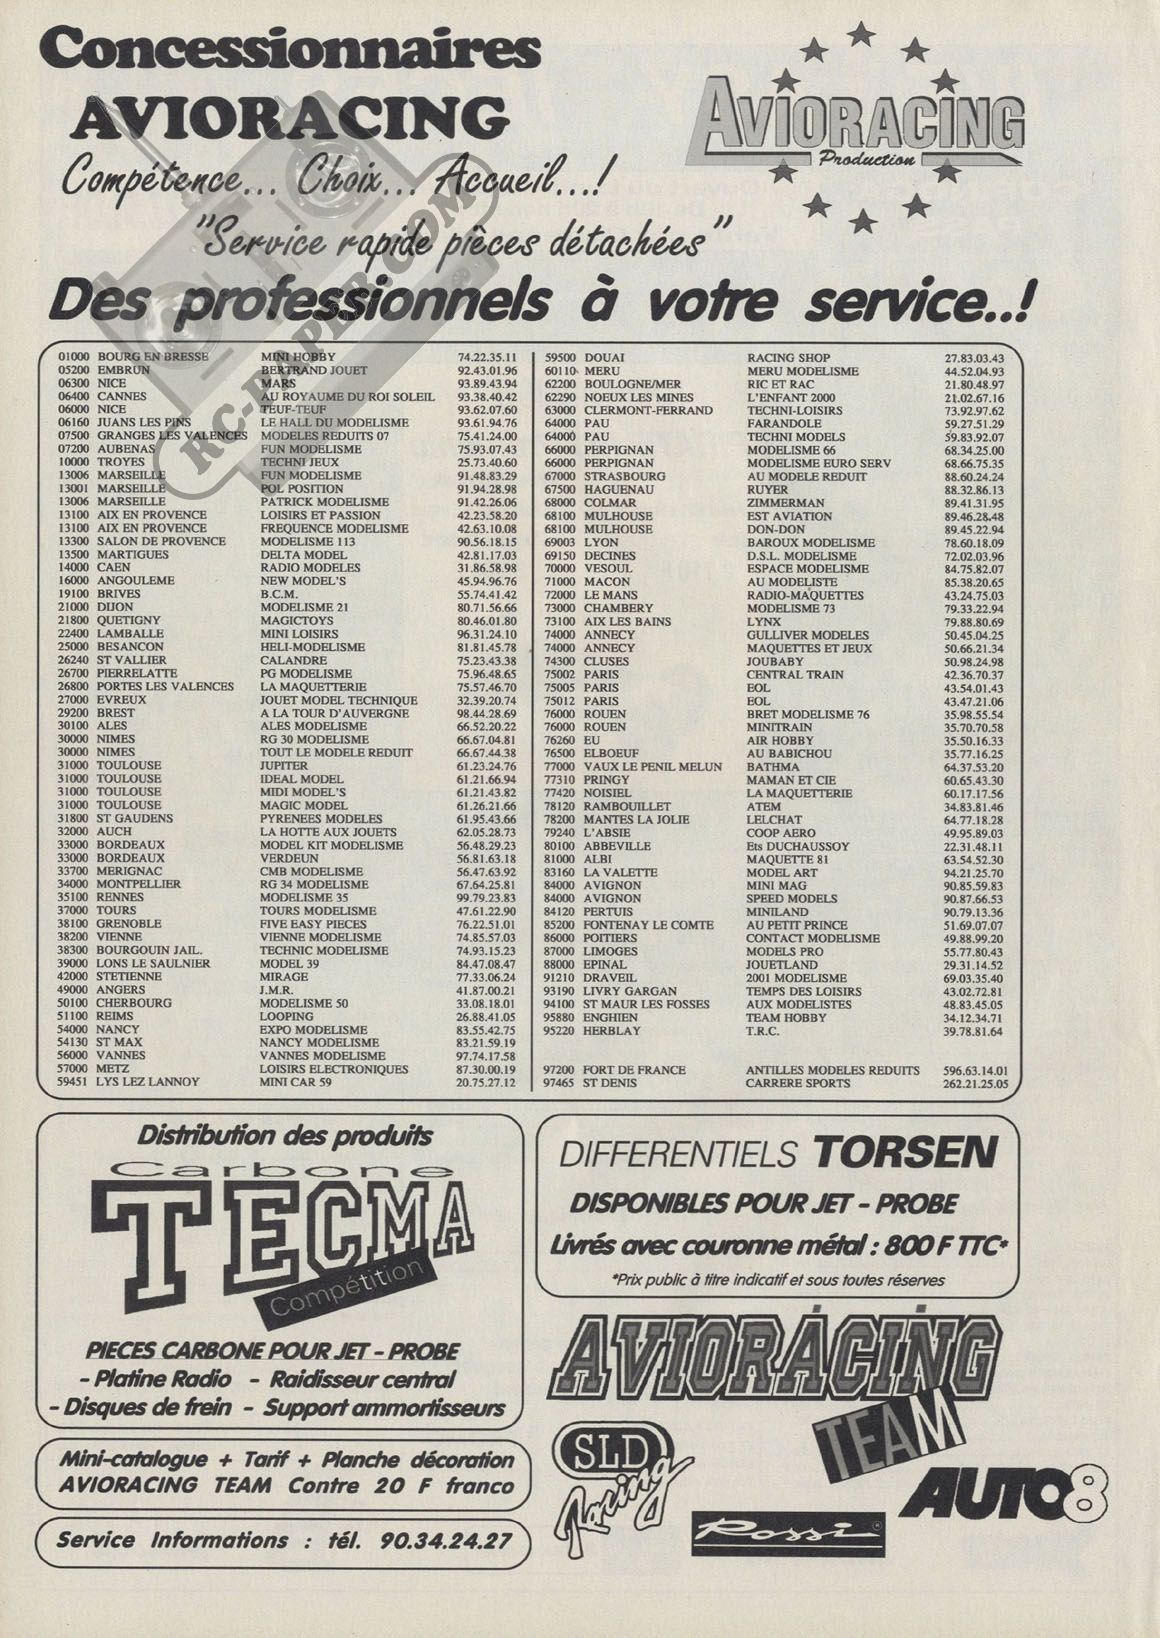 Concessionnaires
AVIORACING
Compétence... Choix... Accueil...!
"Service rapide pièces détachées"
AVIORACING
Production
RC-PAPER.COM
Des professionnels à votre service..!
01000 BOURG EN BRESSE MINI HOBBY 74.22.35.11
05200 EMBRUN BERTRAND JOUET 92.43.01.96
06300 NICE MARS 93.89.43.94
06400 CANNES AU ROYAUME DU ROI SOLEIL 93.38.40.42
06000 NICE TEUF-TEUF 93.62.07.60
06160 JUANS LES PINS LE HALL DU MODELISME 93.61.94.76
07500 GRANGES LES VALENCES MODELES REDUITS 07 75.41.24.00
07200 AUBENAS FUN MODELISME 75.93.07.43
10000 TROYES TECHNI JEUX 25.73.40.60
13006 MARSEILLE FUN MODELISME 91.48.83.29
13001 MARSEILLE POL POSITION 91.94.28.98
13006 MARSEILLE PATRICK MODELISME 91.42.26.06
13100 AIX EN PROVENCE LOISIRS ET PASSION 42.23.58.20
13100 AIX EN PROVENCE FREQUENCE MODELISME 42.63.10.08
13300 SALON DE PROVENCE MODELISME 113 90.56.18.15
13500 MARTIGUES DELTA MODEL 42.81.17.03
14000 CAEN RADIO MODELES 31.86.58.98
16000 ANGOULEME NEW MODEL'S 45.94.96.76
19100 BRIVES B.C.M. 55.74.41.42
21000 DIJON MODELISME 21 80.71.56.66
21800 QUETIGNY MAGICTOYS 80.46.01.80
22400 LAMBALLE MINI LOISIRS 96.31.24.10
25000 BESANCON HELI-MODELISME 81.81.45.78
26240 ST VALLIER CALANDRE 75.23.43.38
26700 PIERRELATTE PG MODELISME 75.96.48.65
26800 PORTES LES VALENCES LA MAQUETTERIE 75.57.46.70
27000 EVREUX JOUET MODEL TECHNIQUE 32.39.20.74
29200 BREST A LA TOUR D'AUVERGNE 98.44.28.69
30100 ALES ALES MODELISME 66.52.20.22
30000 NIMES RG 30 MODELISME 66.67.04.81
30000 NIMES TOUT LE MODELE REDUIT 66.67.44.38
31000 TOULOUSE JUPITER 61.23.24.76
31000 TOULOUSE IDEAL MODEL 61.21.66.94
31000 TOULOUSE MIDI MODEL'S 61.21.43.82
31000 TOULOUSE MAGIC MODEL 61.26.21.66
31800 ST GAUDENS PYRENEES MODELES 61.95.43.66
32000 AUCH LA HOTTE AUX JOUETS 62.05.28.73
33000 BORDEAUX MODEL KIT MODELISME 56.48.29.23
33000 BORDEAUX VERDEUN 56.81.63.18
33700 MERIGNAC CMB MODELISME 56.47.63.92
34000 MONTPELLIER RG 34 MODELISME 67.64.25.81
35100 RENNES MODELISME 35 99.79.23.83
37000 TOURS TOURS MODELISME 47.61.22.90
38100 GRENOBLE FIVE EASY PIECES 76.22.51.01
38200 VIENNE VIENNE MODELISME 74.85.57.03
38300 BOURGOUIN JAIL. TECHNIC MODELISME 74.93.15.23
39000 LONS LE SAULNIER MODEL 39 84.47.08.47
42000 STETIENNE MIRAGE 77.33.06.24
49000 ANGERS J.M.R. 41.87.00.21
50100 CHERBOURG MODELISME 50 33.08.18.01
51100 REIMS LOOPING 26.88.41.05
54000 NANCY EXPO MODELISME 83.55.42.75
54130 ST MAX NANCY MODELISME 83.21.59.19
56000 VANNES VANNES MODELISME 97.74.17.58
57000 METZ LOISIRS ELECTRONIQUES 87.30.00.19
59451 LYS LEZ LANNOY MINI CAR 59 20.75.27.12
59500 DOUAI RACING SHOP 27.83.03.43
60110 MERU MERU MODELISME 44.52.04.93
62200 BOULOGNE/MER RIC ET RAC 21.80.48.97
62290 NOEUX LES MINES L'ENFANT 2000 21.02.67.16
63000 CLERMONT-FERRAND TECHNI-LOISIRS 73.92.97.62
64000 PAU FARANDOLE 59.27.51.29
64000 PAU TECHNI MODELS 59.83.92.07
66000 PERPIGNAN MODELISME 66 68.34.25.00
66000 PERPIGNAN MODELISME EURO SERV 68.66.75.35
67000 STRASBOURG AU MODELE REDUIT 88.60.24.24
67500 HAGUENAU RUYER 88.32.86.13
68000 COLMAR ZIMMERMAN 89.41.31.95
68100 MULHOUSE EST AVIATION 89.46.28.48
68100 MULHOUSE DON-DON 89.45.22.94
69003 LYON BAROUX MODELISME 78.60.18.09
69150 DECINES D.S.L. MODELISME 72.02.03.96
70000 VESOUL ESPACE MODELISME 84.75.82.07
71000 MACON AU MODELISTE 85.38.20.65
72000 LE MANS RADIO-MAQUETTES 43.24.75.03
73000 CHAMBERY MODELISME 73 79.33.22.94
73100 AIX LES BAINS LYNX 79.88.80.69
74000 ANNECY GULLIVER MODELES 50.45.04.25
74000 ANNECY MAQUETTES ET JEUX 50.66.21.34
74300 CLUSES JOUBABY 50.98.24.98
75002 PARIS CENTRAL TRAIN 42.36.70.37
75005 PARIS EOL 43.54.01.43
75012 PARIS EOL 43.47.21.06
76000 ROUEN BRET MODELISME 76 35.98.55.54
76000 ROUEN MINITRAIN 35.70.70.58
76260 EU AIR HOBBY 35.50.16.33
76500 ELBOEUF AU BABICHOU 35.77.16.25
77000 VAUX LE PENIL MELUN BATHMA 64.37.53.20
77310 PRINGY MAMAN ET CIE 60.65.43.30
77420 NOISIEL LA MAQUETTERIE 60.17.17.56
78120 RAMBOUILLET ATEM 34.83.81.46
78200 MANTES LA JOLIE LELCHAT 64.77.18.28
79240 L'ABSIE COOP AERO 49.95.89.03
80100 ABBEVILLE Ets DUCHAUSSOY 22.31.48.11
81000 ALBI MAQUETTE 81 63.54.52.30
83160 LA VALETTE MODEL ART 94.21.25.70
84000 AVIGNON MINI MAG 90.85.59.83
84000 AVIGNON SPEED MODELS 90.87.66.53
84120 PERTUIS MINILAND 90.79.13.36
85200 FONTENAY LE COMTE AU PETIT PRINCE 51.69.07.07
86000 POITIERS CONTACT MODELISME 49.88.99.20
87000 LIMOGES MODELS PRO 55.77.80.43
88000 EPINAL JOUETLAND 29.31.14.52
91210 DRAVEIL 2001 MODELISME 69.03.35.40
93190 LIVRY GARGAN TEMPS DES LOISIRS 43.02.72.81
94100 ST MAUR LES FOSSES AUX MODELISTES 48.83.45.05
95880 ENGHIEN TEAM HOBBY 34.12.34.71
95220 HERBLAY T.R.C. 39.78.81.64
97200 FORT DE FRANCE ANTILLES MODELES REDUITS 596.63.14.01
97465 ST DENIS CARRERE SPORTS 262.21.25.05
Distribution des produits
Carbone
TECMA
Compétition
PIECES CARBONE POUR JET - PROBE
- Platine Radio - Raidisseur central
- Disques de frein - Support ammortisseurs
Mini-catalogue + Tarif + Planche décoration
AVIORACING TEAM Contre 20 F franco
Service Informations : tél. 90.34.24.27
DIFFERENTIELS TORSEN
DISPONIBLES POUR JET - PROBE
Livrés avec couronne métal : 800 F TTC*
*Prix public à titre indicatif et sous toutes réserves
AVIORACING
TEAM
SLD
Racing
AUTO8
Rossi®